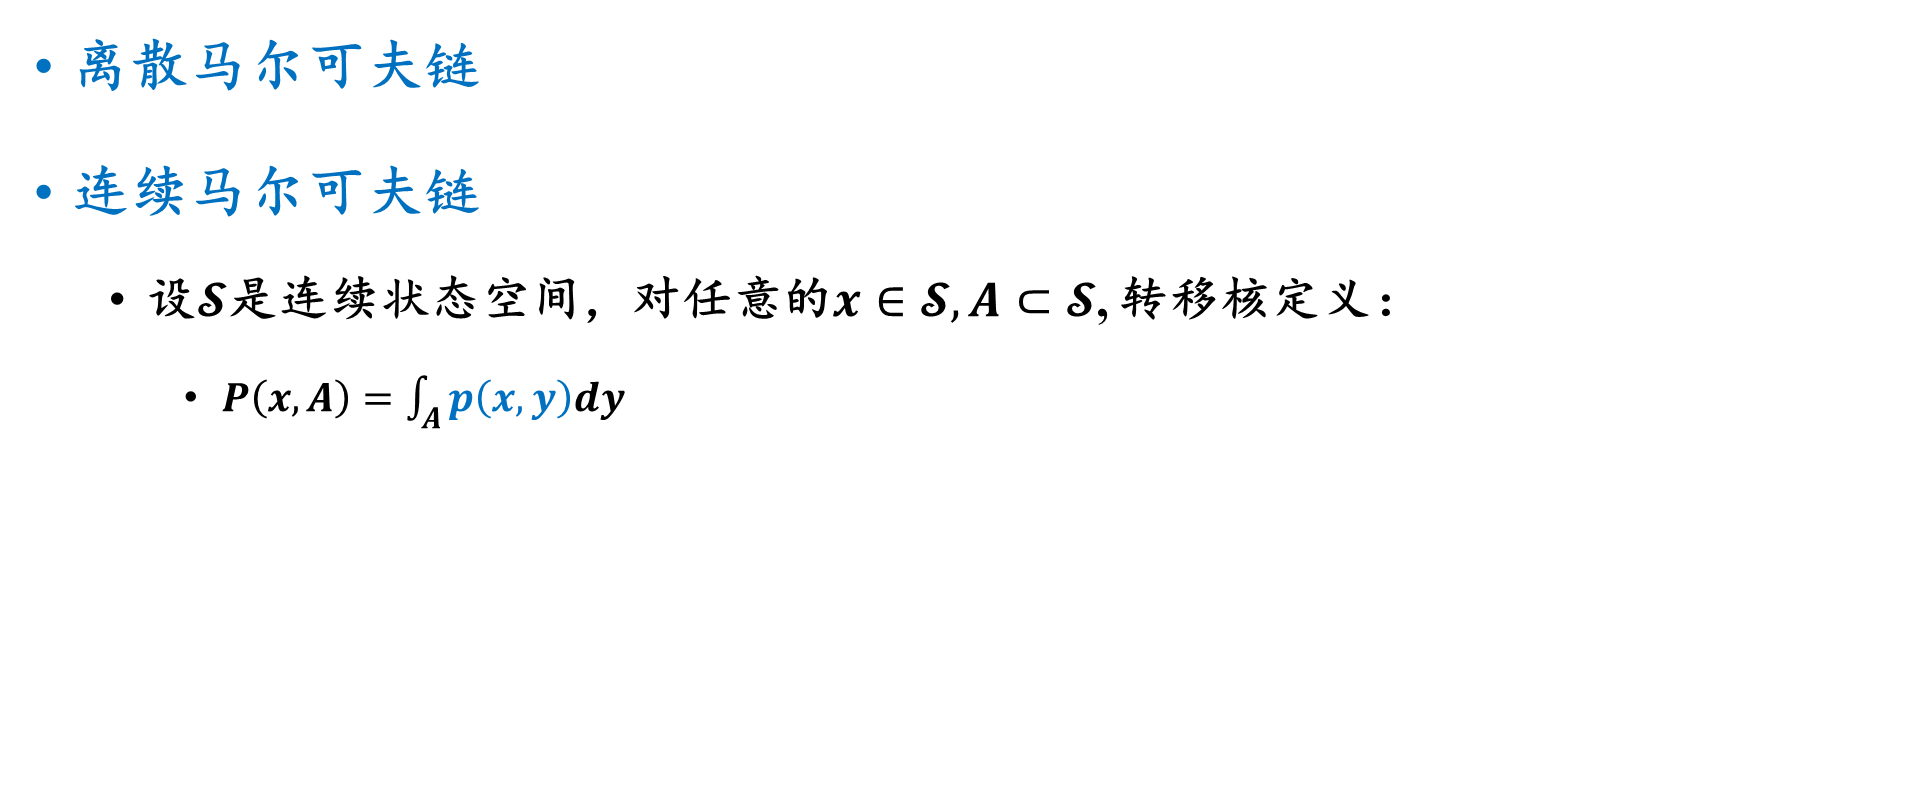 • 离散马尔可夫链
• 连续马尔可夫链
• 设𝓢是连续状态空间，对任意的𝒙 ∈ 𝓢, 𝑨 ⊂ 𝓢, 转移核定义：
• 𝑷(𝒙, 𝑨) = ∫_𝑨 𝒑(𝒙, 𝒚)𝒅𝒚